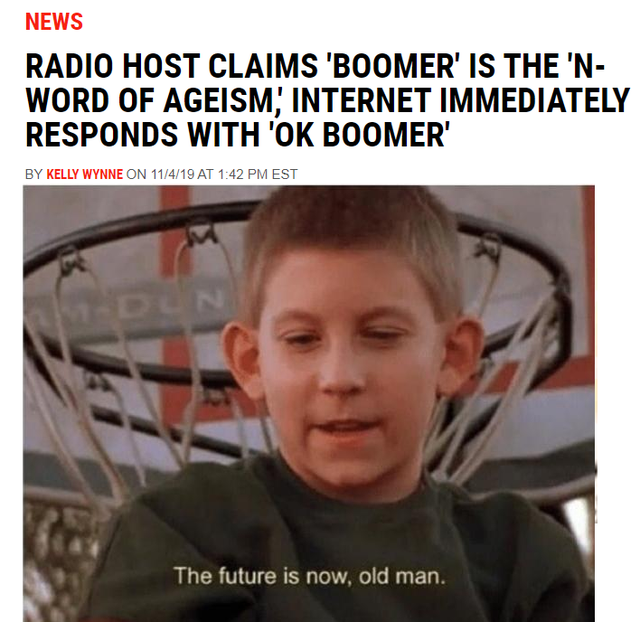 NEWS
RADIO HOST CLAIMS 'BOOMER' IS THE 'N-
WORD OF AGEISM,' INTERNET IMMEDIATELY
RESPONDS WITH 'OK BOOMER'
BY KELLY WYNNE ON 11/4/19 AT 1:42 PM EST
The future is now, old man.